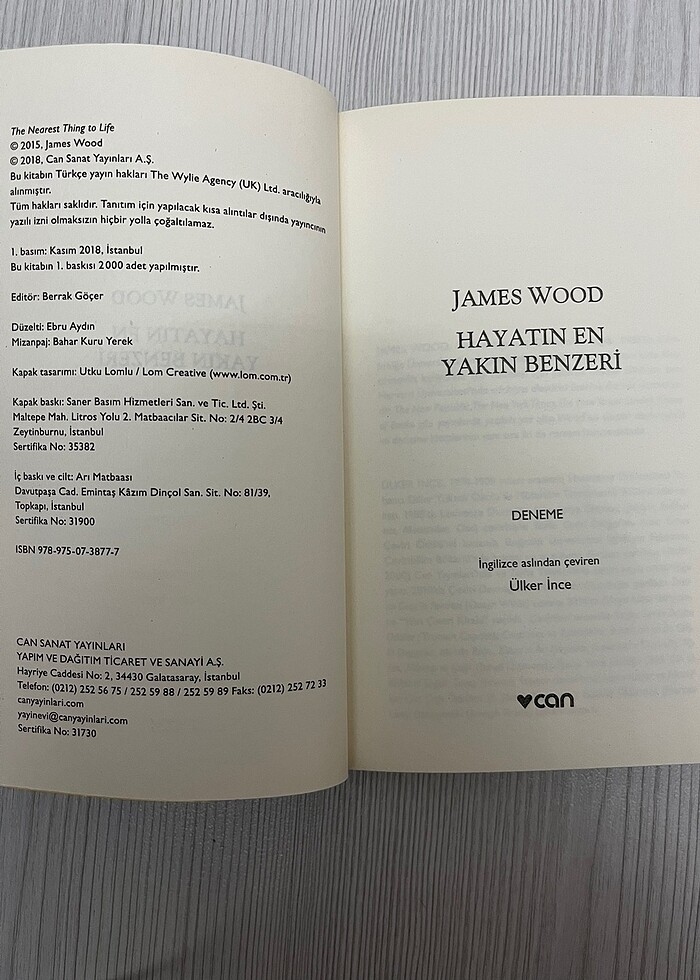 The Nearest Thing to Life
© 2015, James Wood
© 2018, Can Sanat Yayınları A.Ş.
Bu kitabın Türkçe yayın hakları The Wylie Agency (UK) Ltd. aracılığıyla
alınmıştır.
Tüm hakları saklıdır. Tanıtım için yapılacak kısa alıntılar dışında yayıncının
yazılı izni olmaksızın hiçbir yolla çoğaltılamaz.
1. basım: Kasım 2018, İstanbul
Bu kitabın 1. baskısı 2000 adet yapılmıştır.
Editör: Berrak Göçer
Düzelti: Ebru Aydın
Mizanpaj: Bahar Kuru Yerek
Kapak tasarımı: Utku Lomlu / Lom Creative (www.lom.com.tr)
Kapak baskı: Saner Basım Hizmetleri San. ve Tic. Ltd. Şti.
Maltepe Mah. Litros Yolu 2. Matbaacılar Sit. No: 2/4 2BC 3/4
Zeytinburnu, İstanbul
Sertifika No: 35382
İç baskı ve cilt: Arı Matbaası
Davutpaşa Cad. Emintaş Kâzım Dinçol San. Sit. No: 81/39,
Topkapı, İstanbul
Sertifika No: 31900
ISBN 978-975-07-3877-7
CAN SANAT YAYINLARI
YAPIM VE DAĞITIM TİCARET VE SANAYİ A.Ş.
Hayriye Caddesi No: 2, 34430 Galatasaray, İstanbul
Telefon: (0212) 252 56 75 / 252 59 88 / 252 59 89 Faks: (0212) 252 72 33
canyayinlari.com
yayinevi@canyayinlari.com
Sertifika No: 31730
JAMES WOOD
HAYATIN EN
YAKIN BENZERİ
DENEME
İngilizce aslından çeviren
Ülker İnce
can